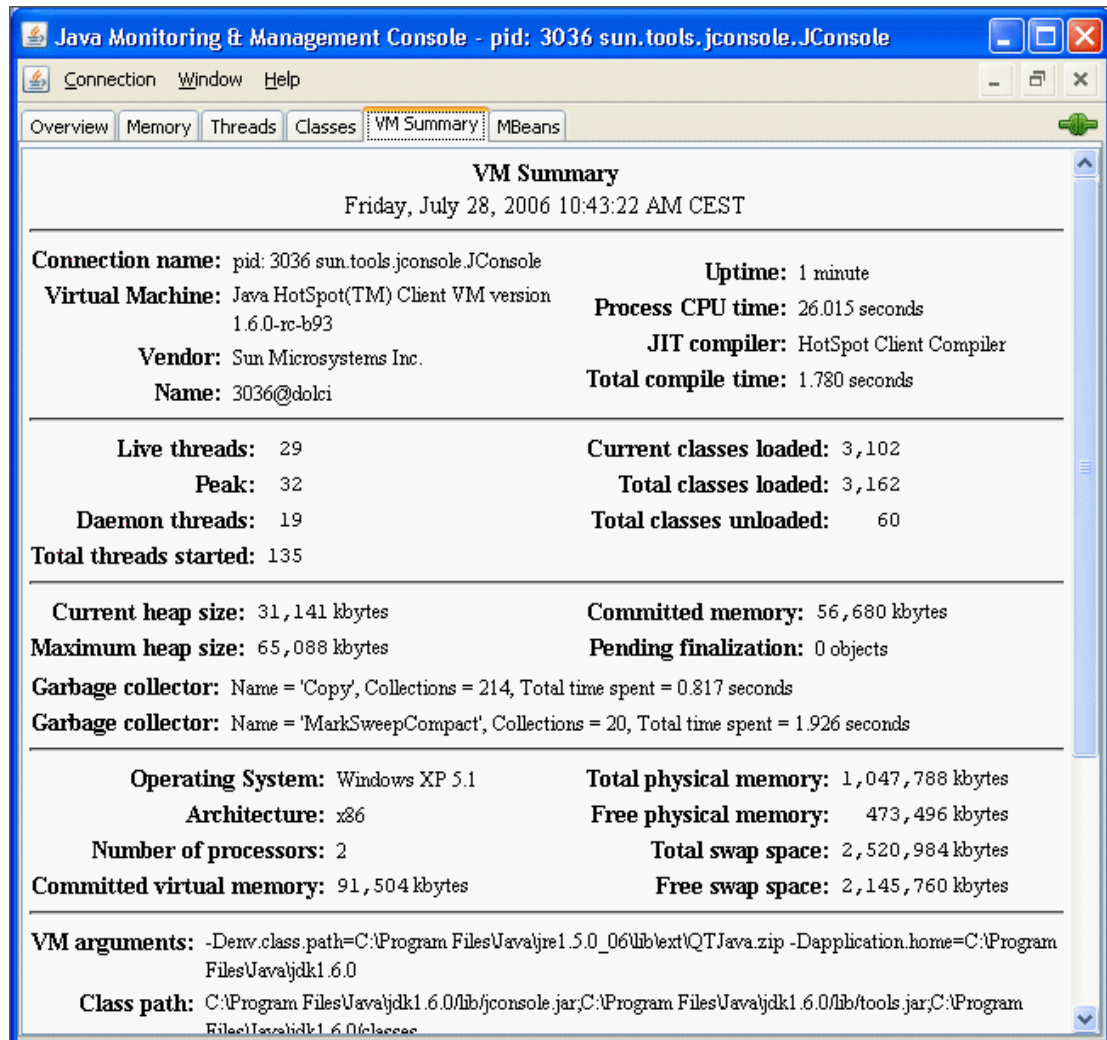 Java Monitoring & Management Console - pid: 3036 sun.tools.jconsole.JConsole
Connection Window Help
Overview Memory Threads Classes VM Summary MBeans
VM Summary
Friday, July 28, 2006 10:43:22 AM CEST
Connection name: pid: 3036 sun.tools.jconsole.JConsole
Virtual Machine: Java HotSpot(TM) Client VM version
1.6.0-rc-b93
Vendor: Sun Microsystems Inc.
Name: 3036@dolci
Uptime: 1 minute
Process CPU time: 26.015 seconds
JIT compiler: HotSpot Client Compiler
Total compile time: 1.780 seconds
Live threads: 29
Peak: 32
Daemon threads: 19
Total threads started: 135
Current classes loaded: 3,102
Total classes loaded: 3,162
Total classes unloaded: 60
Current heap size: 31,141 kbytes
Maximum heap size: 65,088 kbytes
Committed memory: 56,680 kbytes
Pending finalization: 0 objects
Garbage collector: Name = 'Copy', Collections = 214, Total time spent = 0.817 seconds
Garbage collector: Name = 'MarkSweepCompact', Collections = 20, Total time spent = 1.926 seconds
Operating System: Windows XP 5.1
Architecture: x86
Number of processors: 2
Committed virtual memory: 91,504 kbytes
Total physical memory: 1,047,788 kbytes
Free physical memory: 473,496 kbytes
Total swap space: 2,520,984 kbytes
Free swap space: 2,145,760 kbytes
VM arguments: -Denv.class.path=C:\Program Files\Java\jre1.5.0_06\lib\ext\QTJava.zip -Dapplication.home=C:\Program
Files\Java\jdk1.6.0
Class path: C:\Program Files\Java\jdk1.6.0/lib/jconsole.jar;C:\Program Files\Java\jdk1.6.0/lib/tools.jar;C:\Program
Files\Java\jdk1.6.0/classes